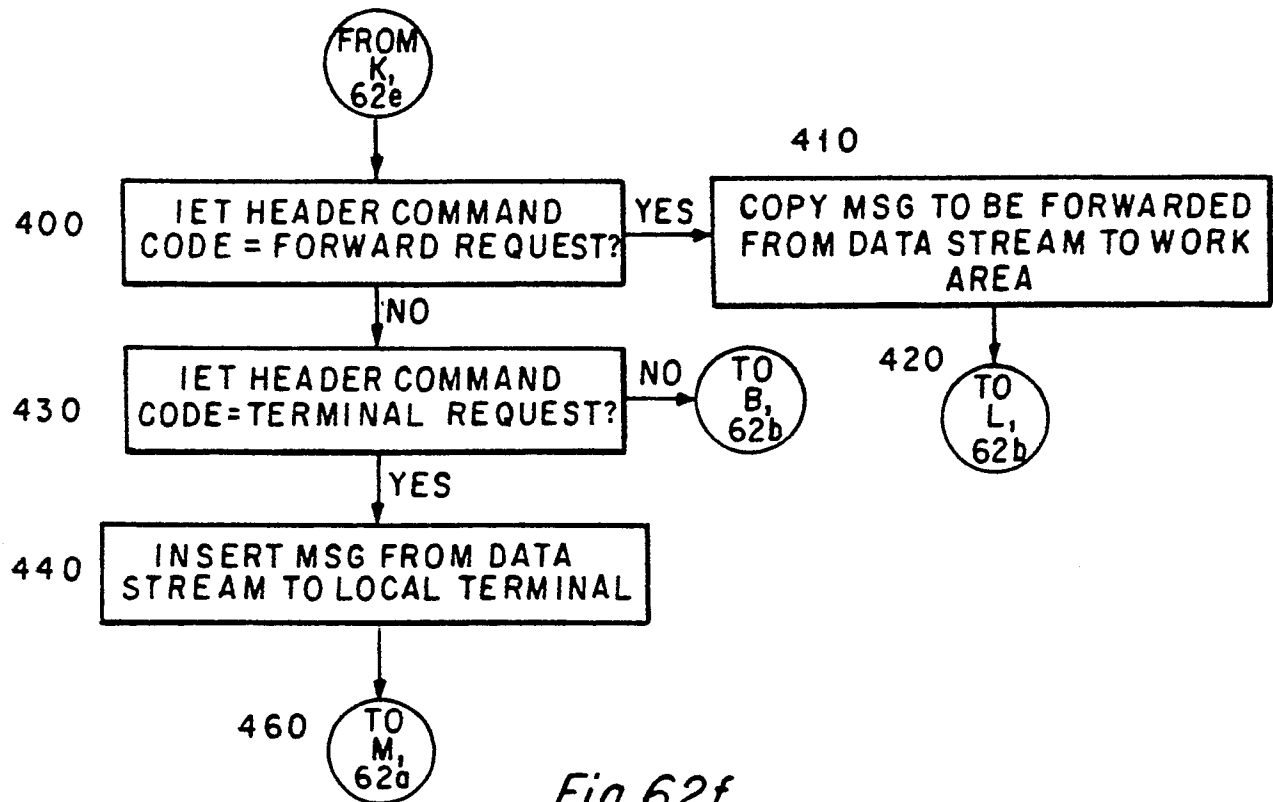 FROM
K,
62e
410
400
IET HEADER COMMAND
CODE = FORWARD REQUEST?
YES
COPY MSG TO BE FORWARDED
FROM DATA STREAM TO WORK
AREA
NO
430
IET HEADER COMMAND
CODE=TERMINAL REQUEST?
NO
TO
B,
62b
420
TO
L,
62b
YES
440
INSERT MSG FROM DATA
STREAM TO LOCAL TERMINAL
460
TO
M,
62a
Fig 62f